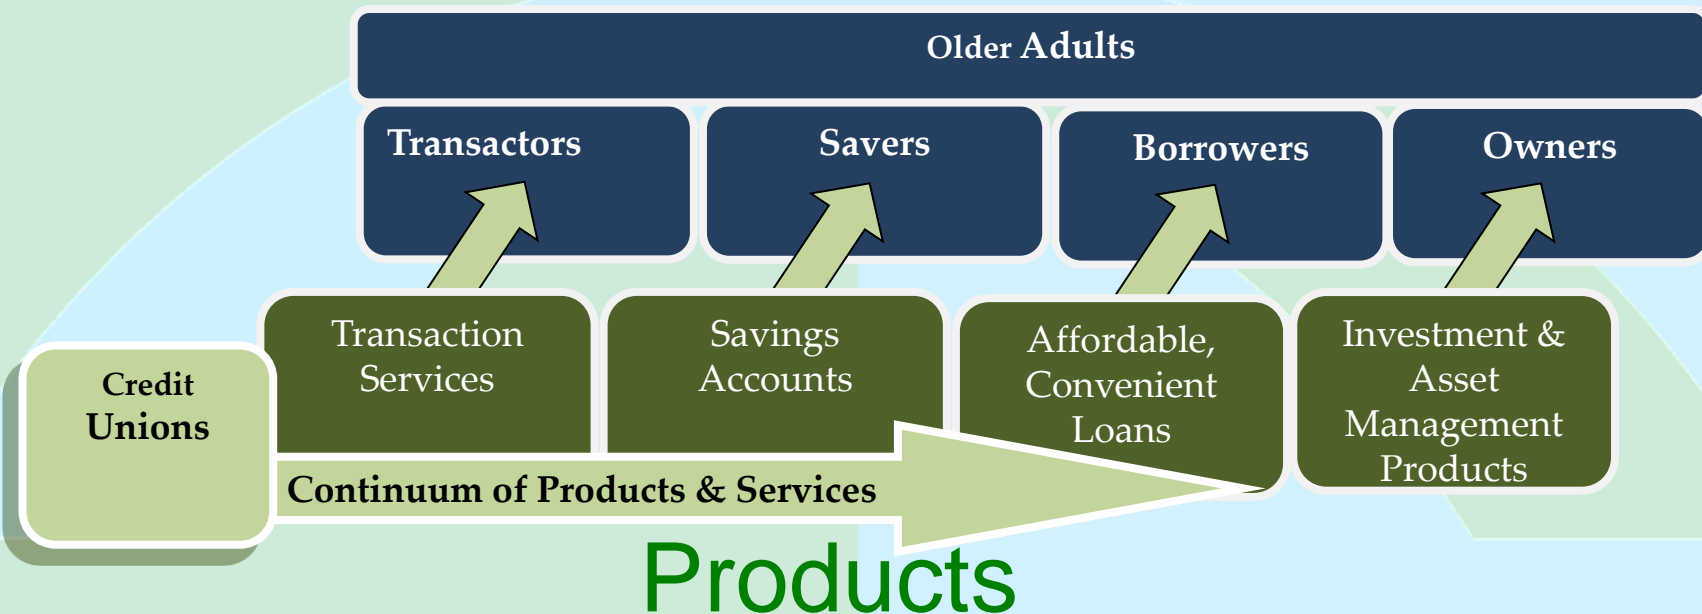 Older Adults
Transactors
Savers
Borrowers
Owners
Transaction
Services
Savings
Accounts
Affordable,
Convenient
Loans
Investment &
Asset
Management
Products
Credit
Unions
Continuum of Products & Services
Products